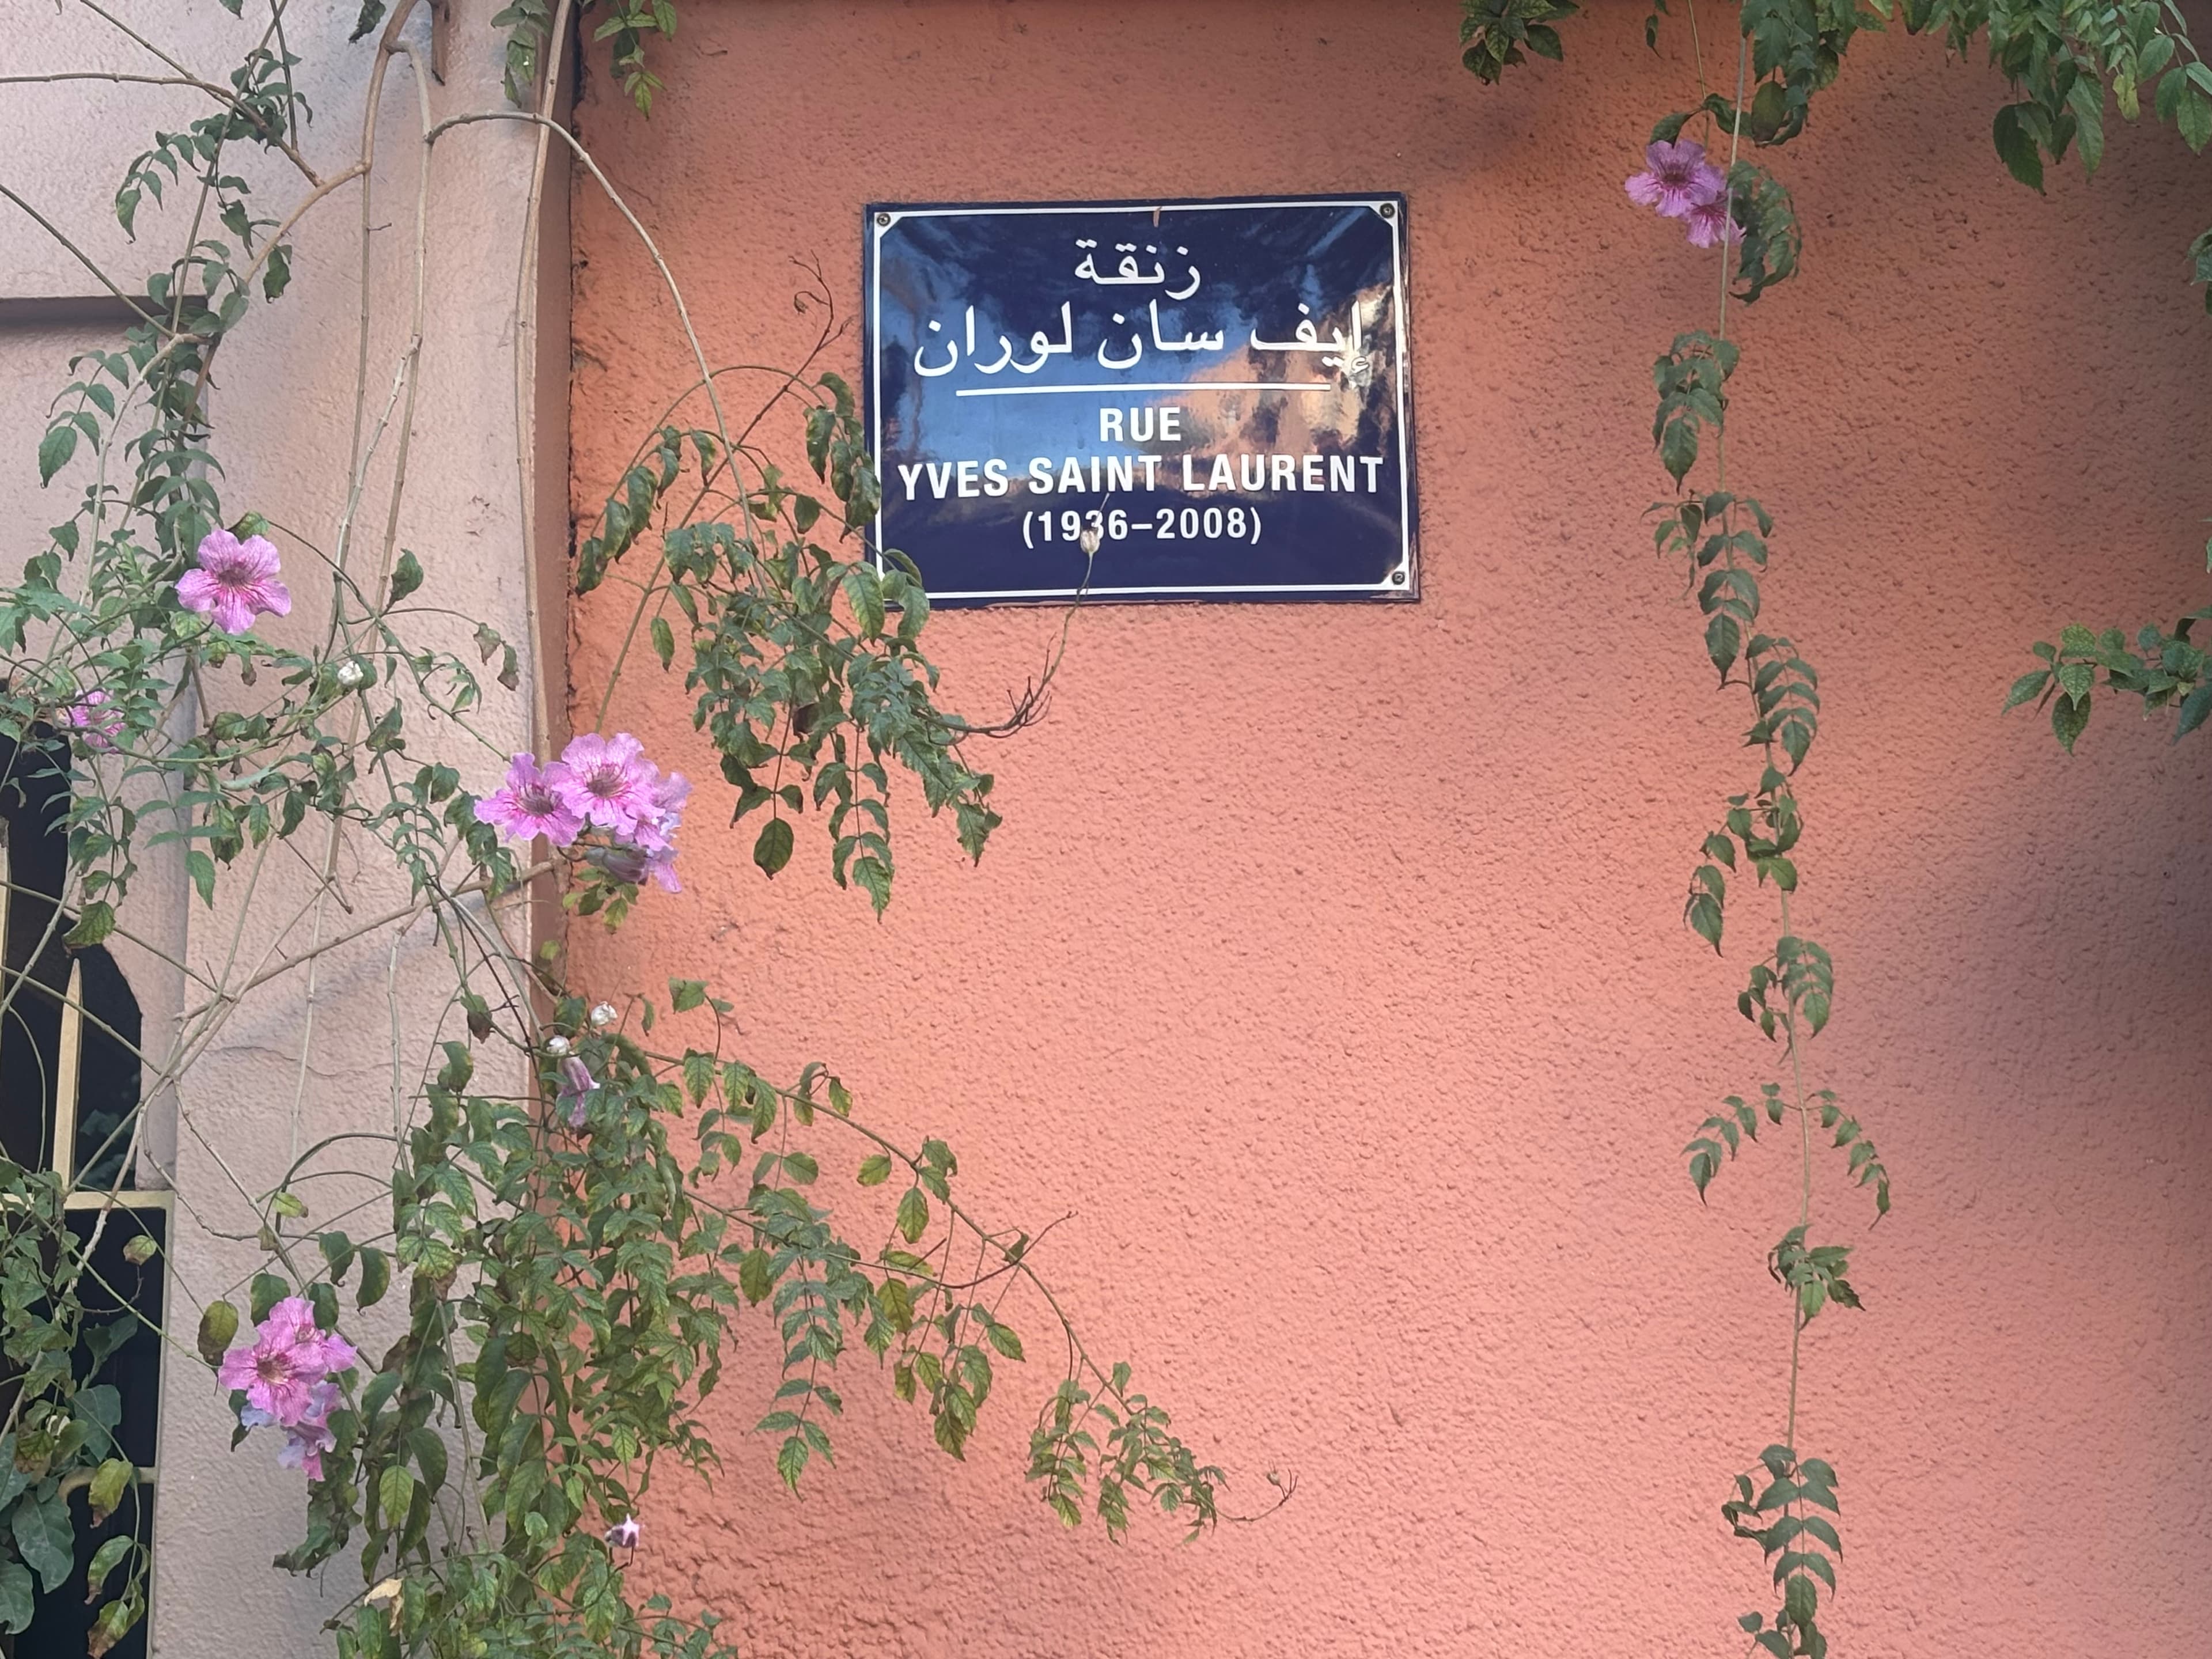 زنقة
إيف سان لوران
RUE
YVES SAINT LAURENT
(1936–2008)